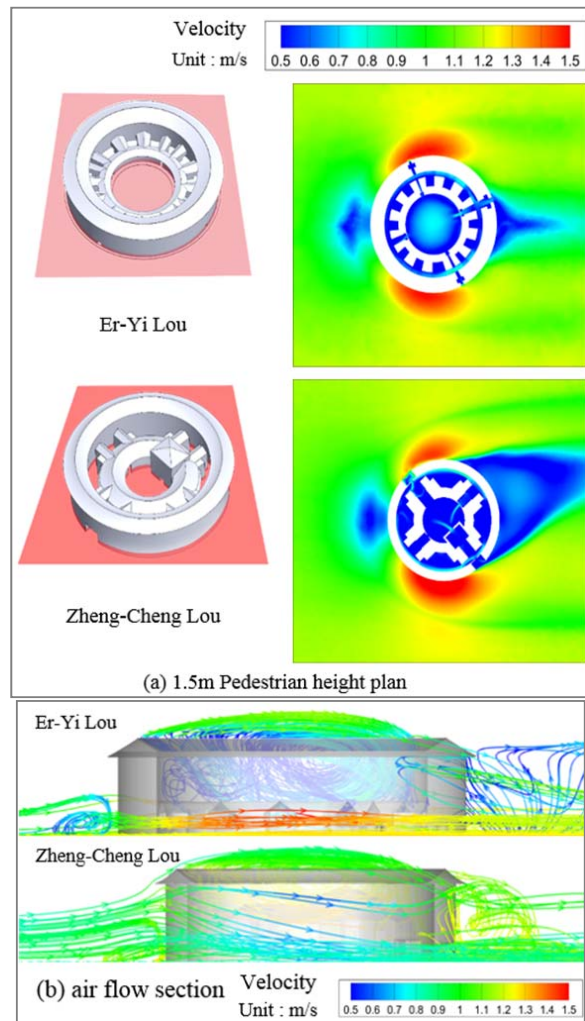 Velocity
Unit : m/s
0.5 0.6 0.7 0.8 0.9 1 1.1 1.2 1.3 1.4 1.5
Er-Yi Lou
Zheng-Cheng Lou
(a) 1.5m Pedestrian height plan
Er-Yi Lou
Zheng-Cheng Lou
(b) air flow section
Velocity
Unit : m/s
0.5 0.6 0.7 0.8 0.9 1 1.1 1.2 1.3 1.4 1.5